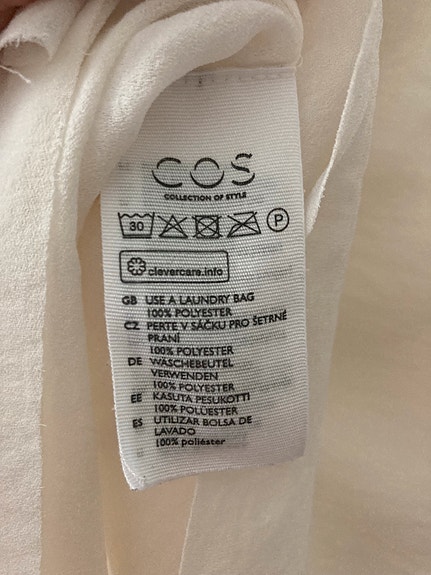 COS
COLLECTION OF STYLE
30 P
clevercare.info
GB USE A LAUNDRY BAG
100% POLYESTER
CZ PERTE V SÁČKU PRO ŠETRNÉ
PRANÍ
100% POLYESTER
DE WÄSCHEBEUTEL
VERWENDEN
100% POLYESTER
EE KASUTA PESUKOTTI
100% POLÜESTER
ES UTILIZAR BOLSA DE
LAVADO
100% poliéster